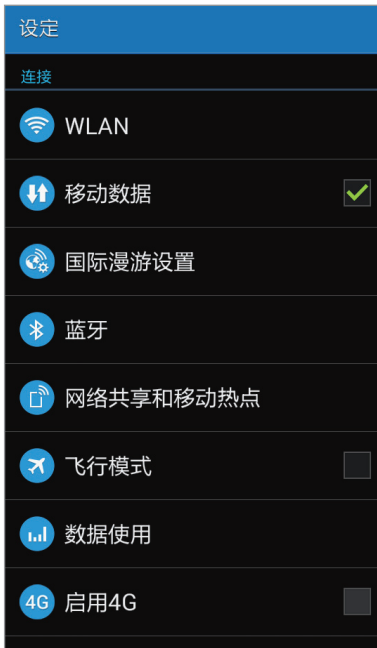 设定
连接
WLAN
移动数据
国际漫游设置
蓝牙
网络共享和移动热点
飞行模式
数据使用
4G 启用4G